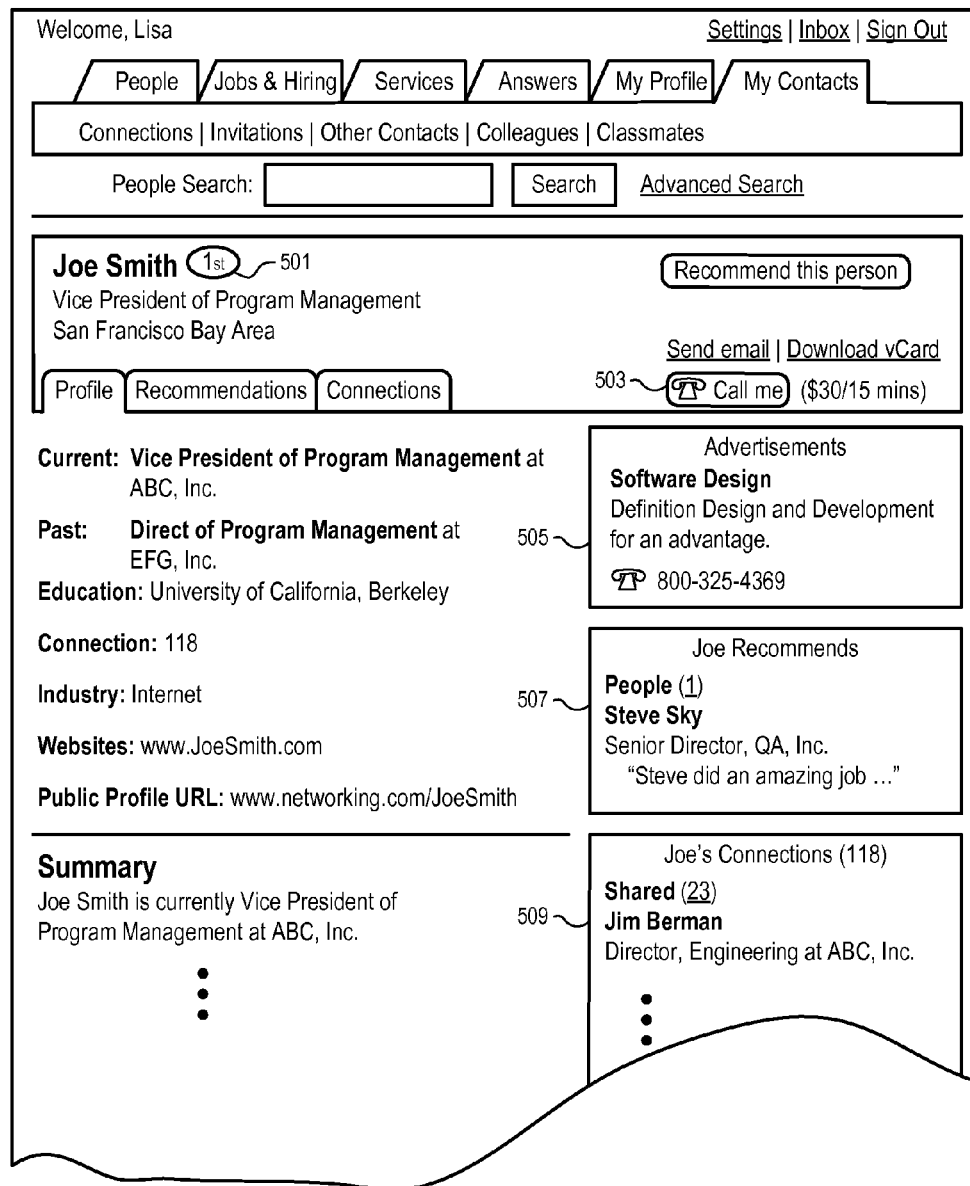 Welcome, Lisa
Settings | Inbox | Sign Out
People
Jobs & Hiring
Services
Answers
My Profile
My Contacts
Connections | Invitations | Other Contacts | Colleagues | Classmates
People Search:
Search
Advanced Search
Joe Smith 1st 501
Recommend this person
Vice President of Program Management
San Francisco Bay Area
Send email | Download vCard
Profile
Recommendations
Connections
503
Call me ($30/15 mins)
Current: Vice President of Program Management at
ABC, Inc.
Past: Direct of Program Management at
EFG, Inc.
Education: University of California, Berkeley
Connection: 118
Industry: Internet
Websites: www.JoeSmith.com
Public Profile URL: www.networking.com/JoeSmith
Summary
Joe Smith is currently Vice President of
Program Management at ABC, Inc.
505
Advertisements
Software Design
Definition Design and Development
for an advantage.
800-325-4369
507
Joe Recommends
People (1)
Steve Sky
Senior Director, QA, Inc.
“Steve did an amazing job ...”
509
Joe's Connections (118)
Shared (23)
Jim Berman
Director, Engineering at ABC, Inc.